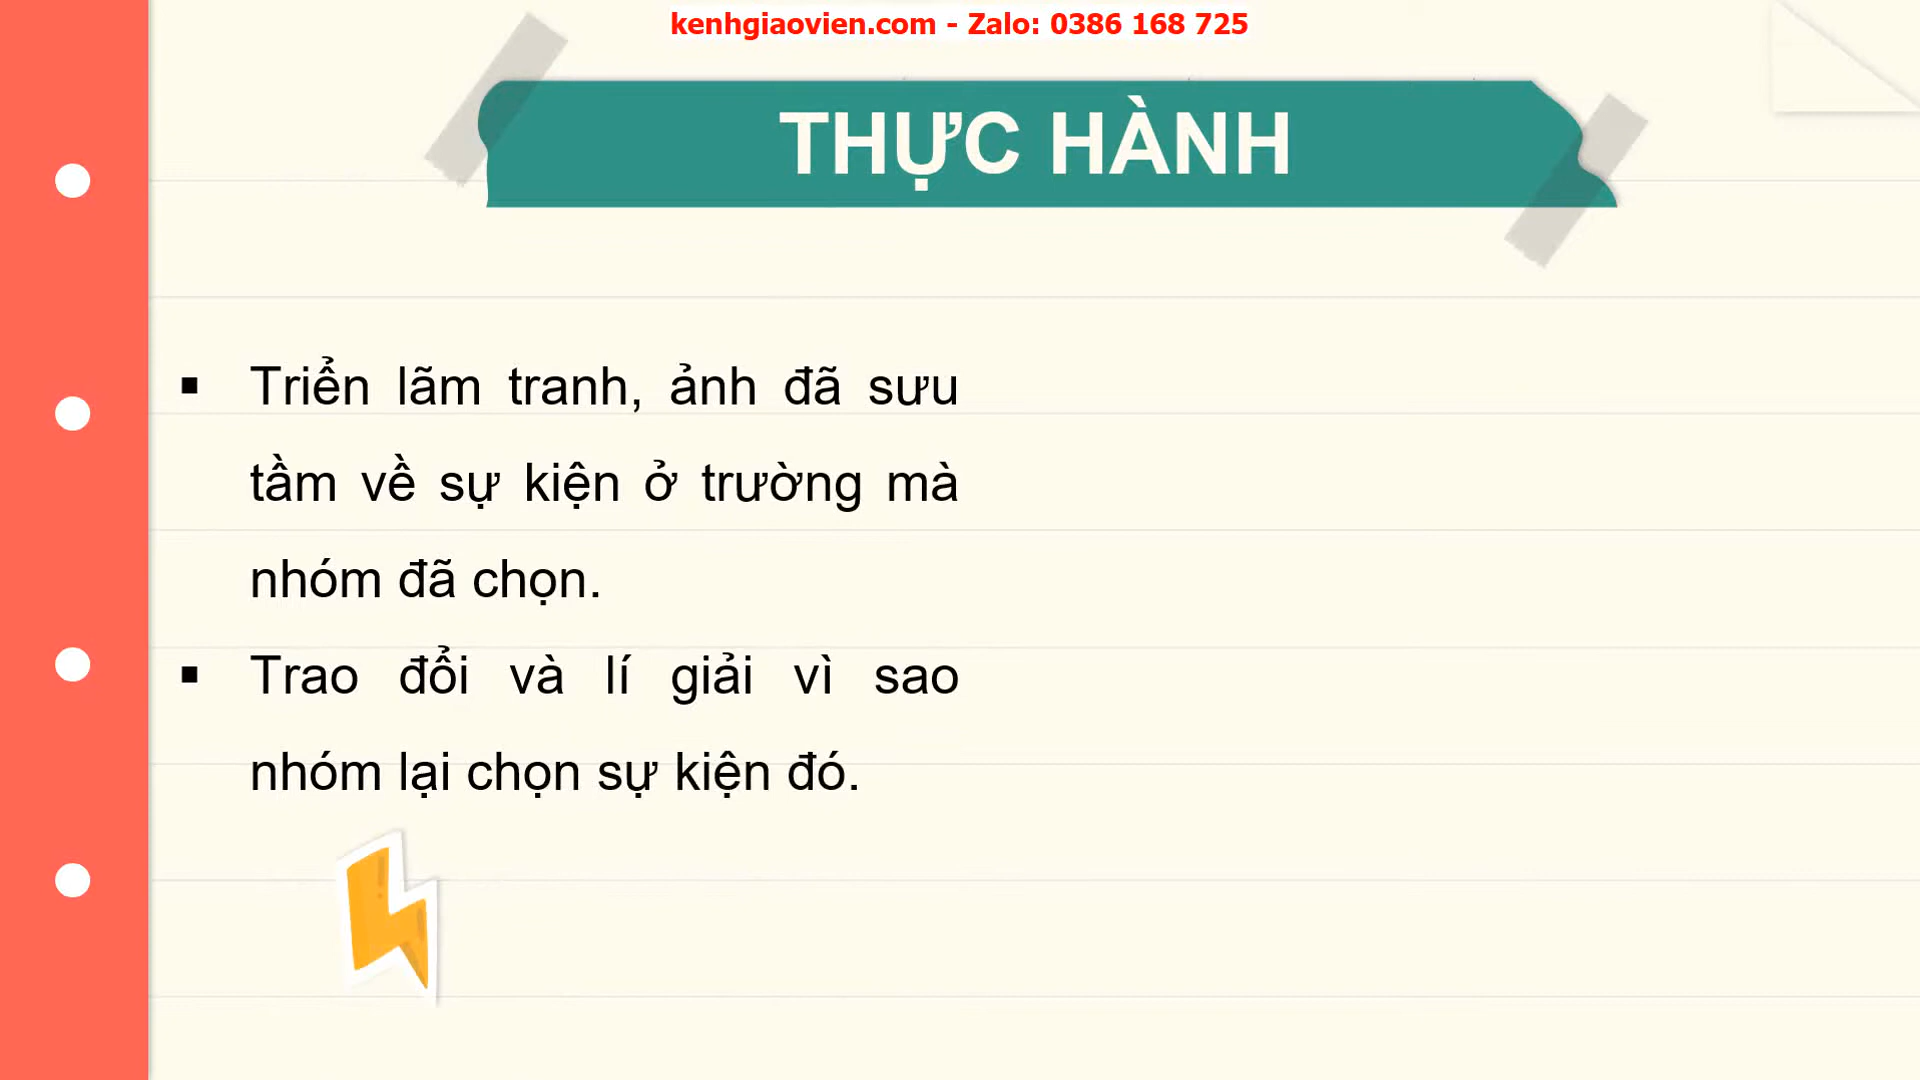 kenhgiaovien.com - Zalo: 0386 168 725
THỰC HÀNH
▪ Triển lãm tranh, ảnh đã sưu
tầm về sự kiện ở trường mà
nhóm đã chọn.
▪ Trao đổi và lí giải vì sao
nhóm lại chọn sự kiện đó.